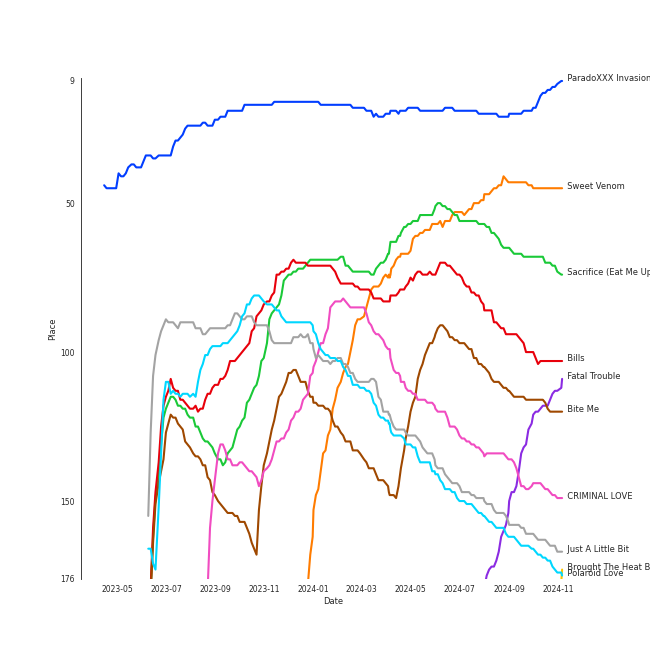 9
ParadoXXX Invasion
Sweet Venom
50
Sacrifice (Eat Me Up
Place
100
Bills
Fatal Trouble
Bite Me
CRIMINAL LOVE
150
Just A Little Bit
Brought The Heat B
Polaroid Love
176
2023-05 2023-07 2023-09 2023-11 2024-01 2024-03 2024-05 2024-07 2024-09 2024-11
Date